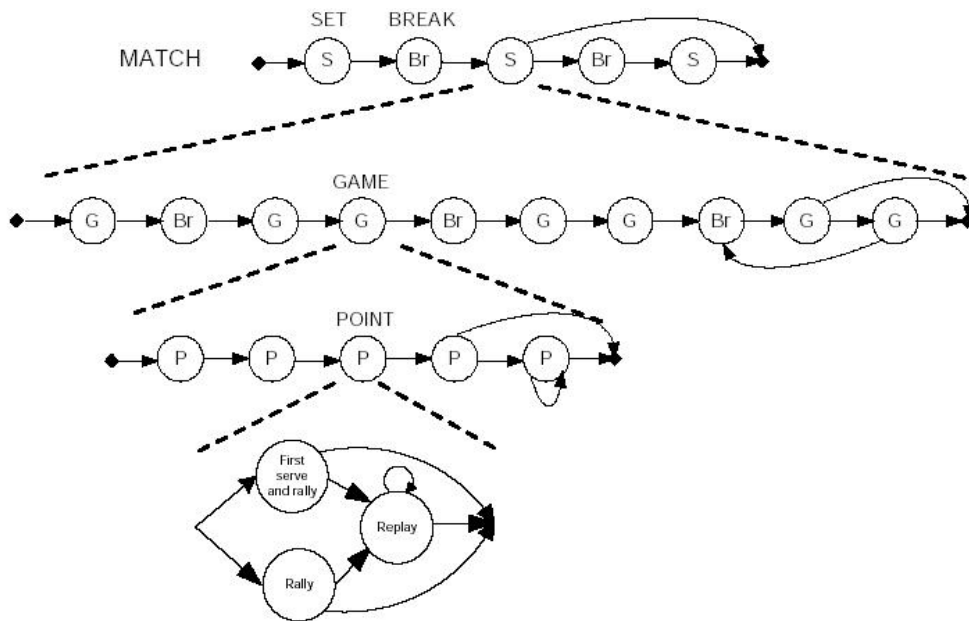 SET BREAK
MATCH S Br S Br S
GAME
G Br G G Br G G Br G G
POINT
P P P P P
First
serve
and rally
Replay
Rally